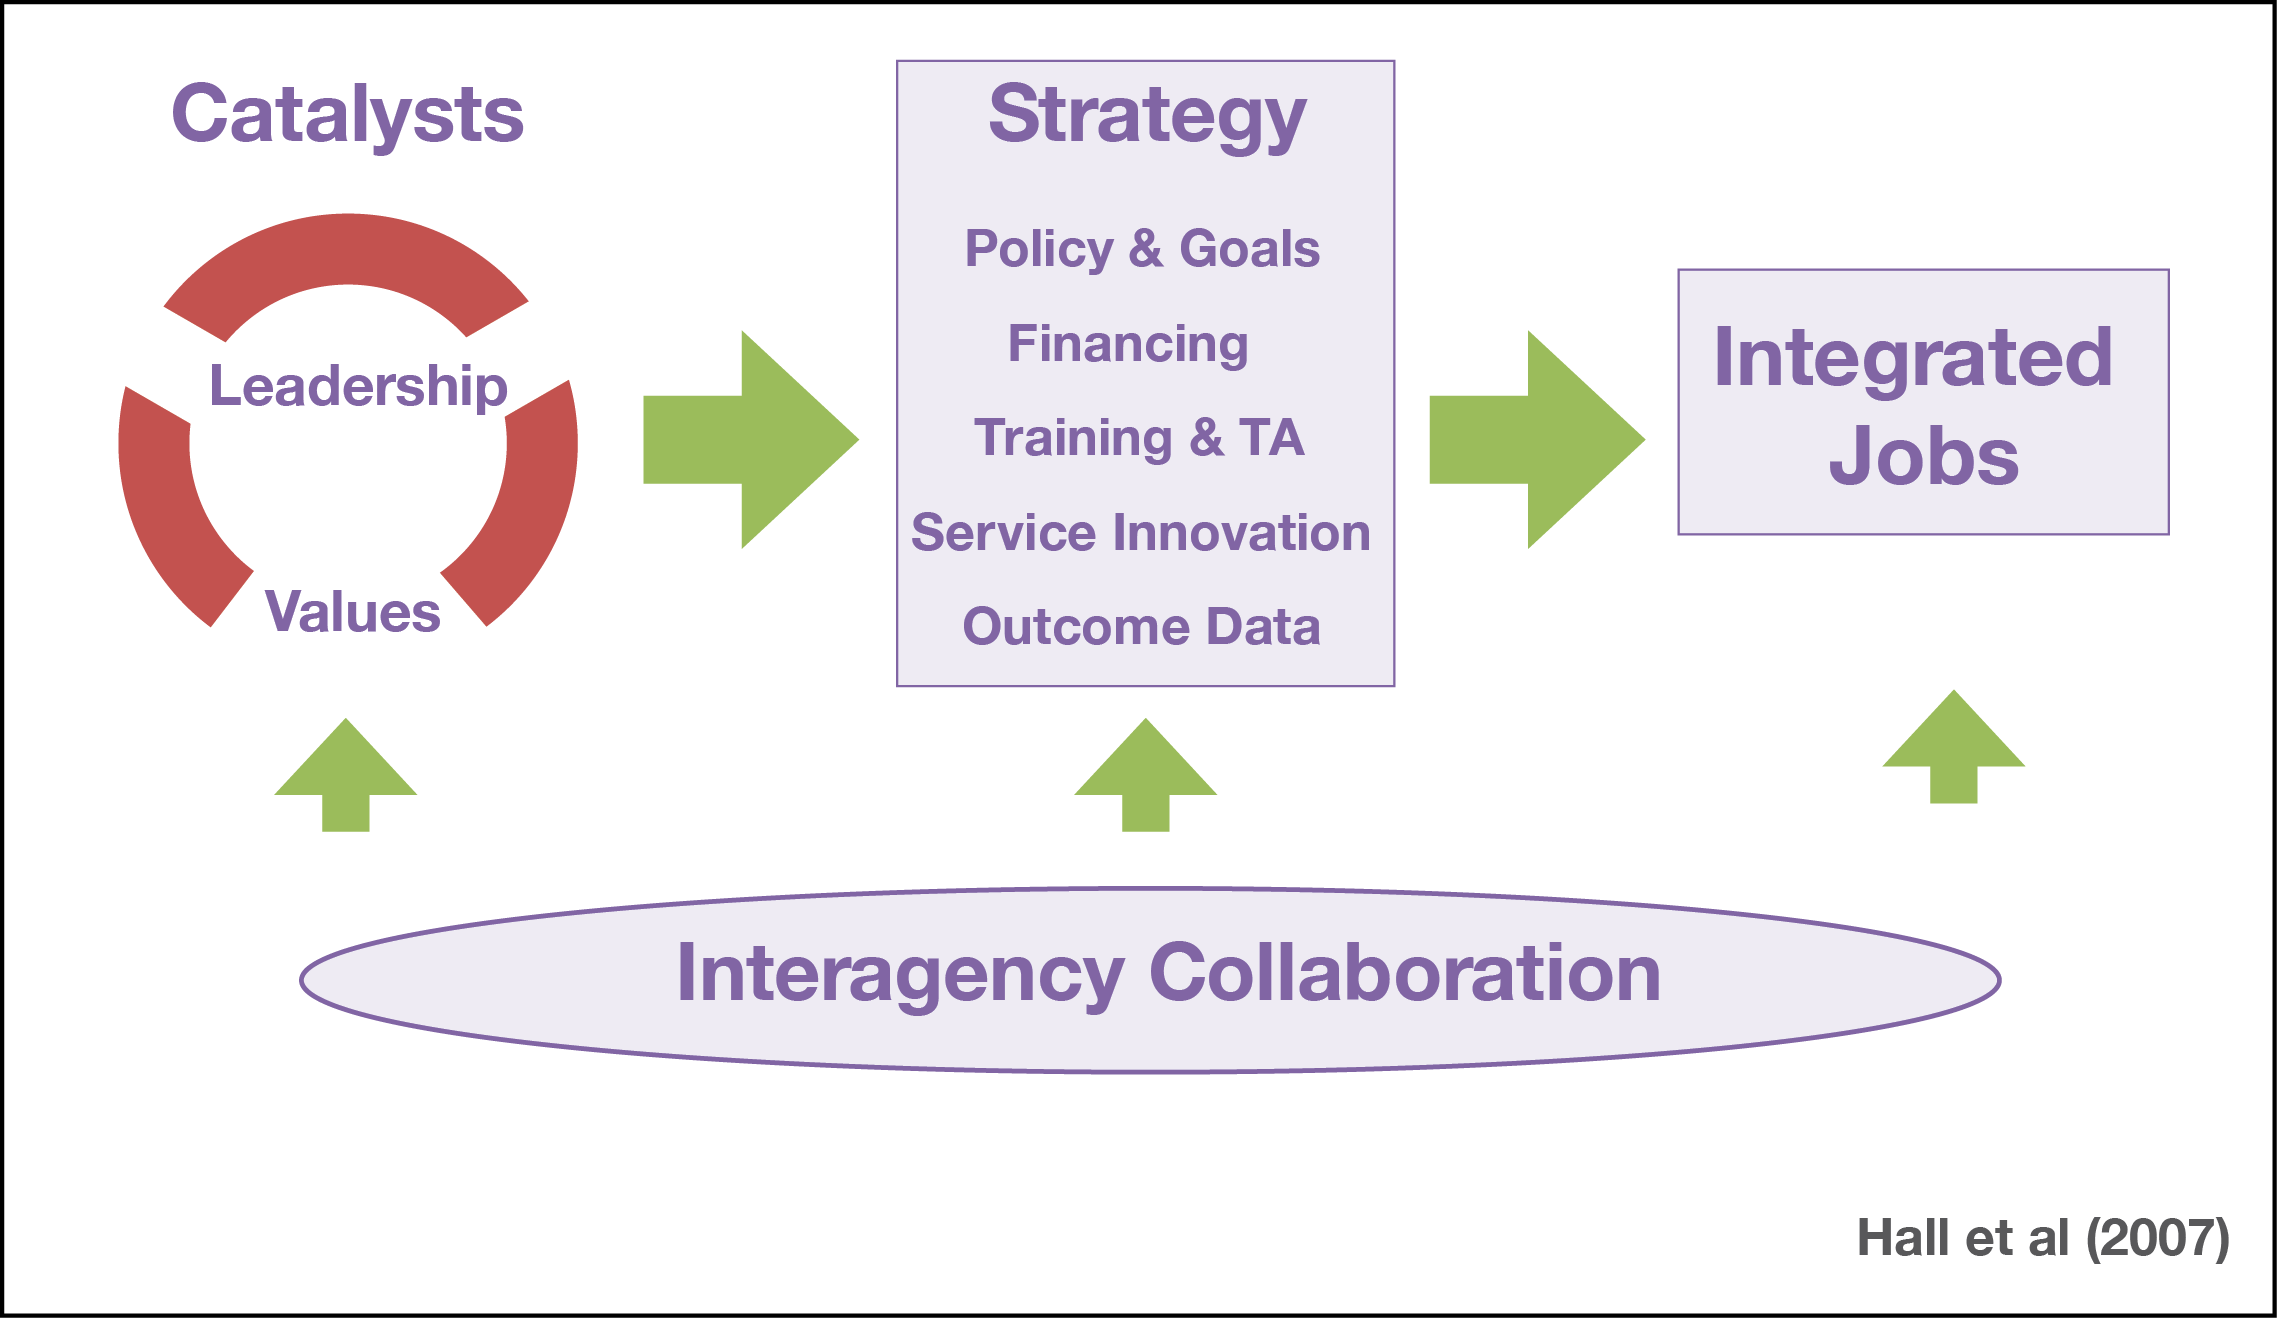 Catalysts
Leadership
Values
Strategy
Policy & Goals
Financing
Training & TA
Service Innovation
Outcome Data
Integrated
Jobs
Interagency Collaboration
Hall et al (2007)